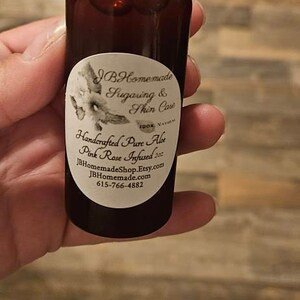 JBHomemade
Sugaring &
Skin Care
100% Natural
Handcrafted Pure Aloe
Pink Rose Infused 2oz
JBHomemadeShop.Etsy.com
JBHomemade.com
615-766-4882